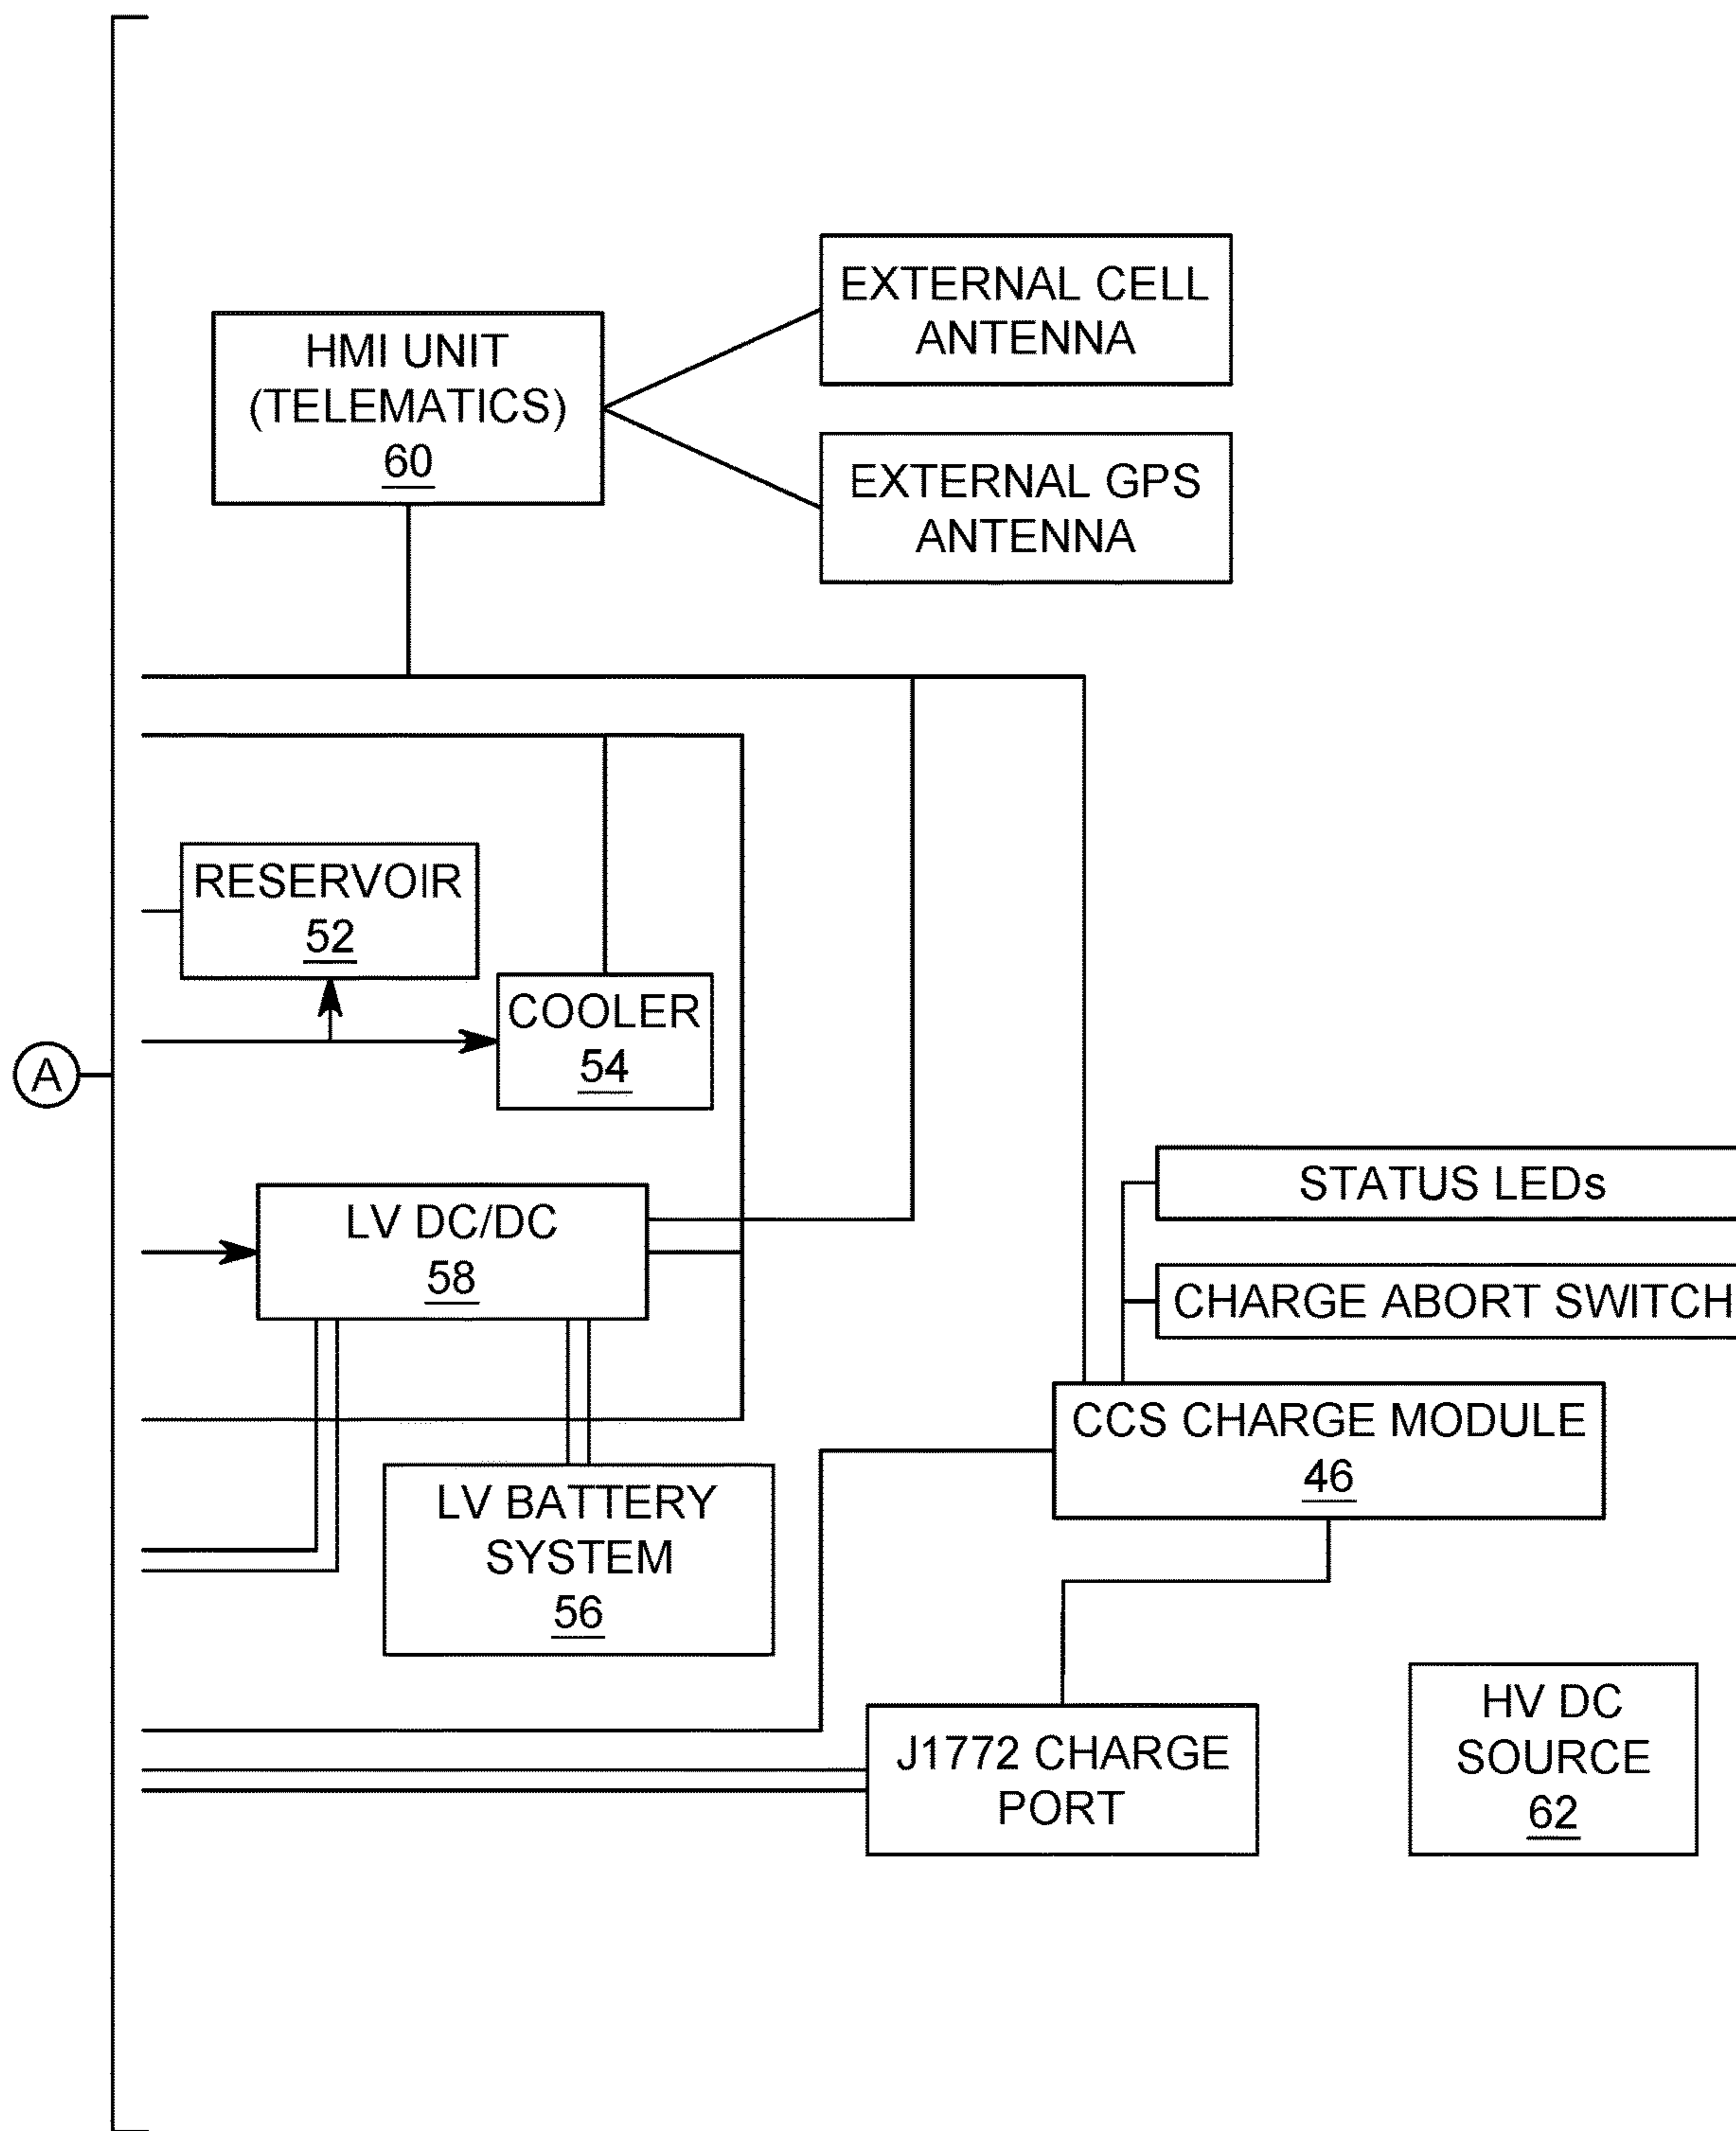 EXTERNAL CELL
ANTENNA
HMI UNIT
(TELEMATICS)
60
EXTERNAL GPS
ANTENNA
RESERVOIR
52
COOLER
54
A
STATUS LEDs
LV DC/DC
58
CHARGE ABORT SWITCH
CCS CHARGE MODULE
46
LV BATTERY
SYSTEM
56
HV DC
SOURCE
62
J1772 CHARGE
PORT